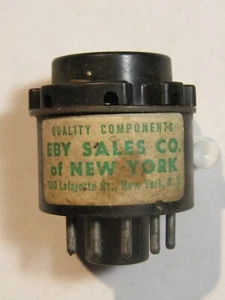 QUALITY COMPONENTS
EBY SALES CO.
of NEW YORK
Lafayette St., New York, N.